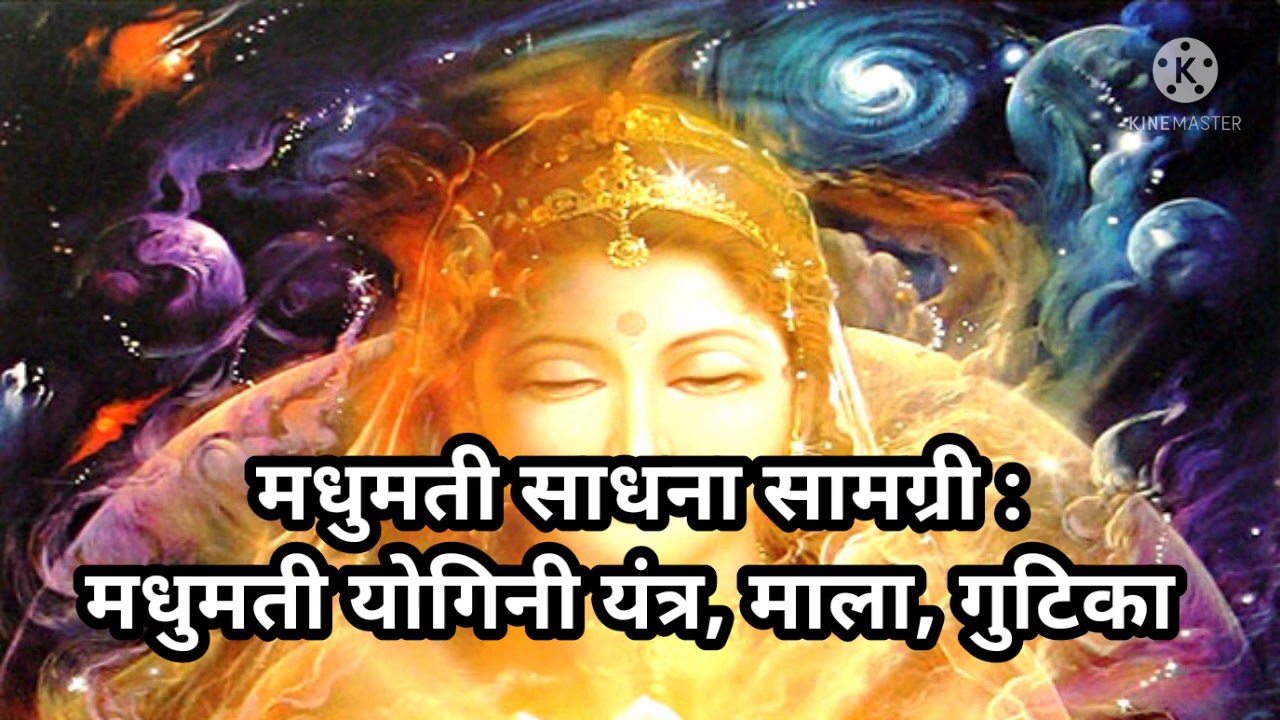 K
KINEMASTER
मधुमती साधना सामग्री :
मधुमती योगिनी यंत्र, माला, गुटिका